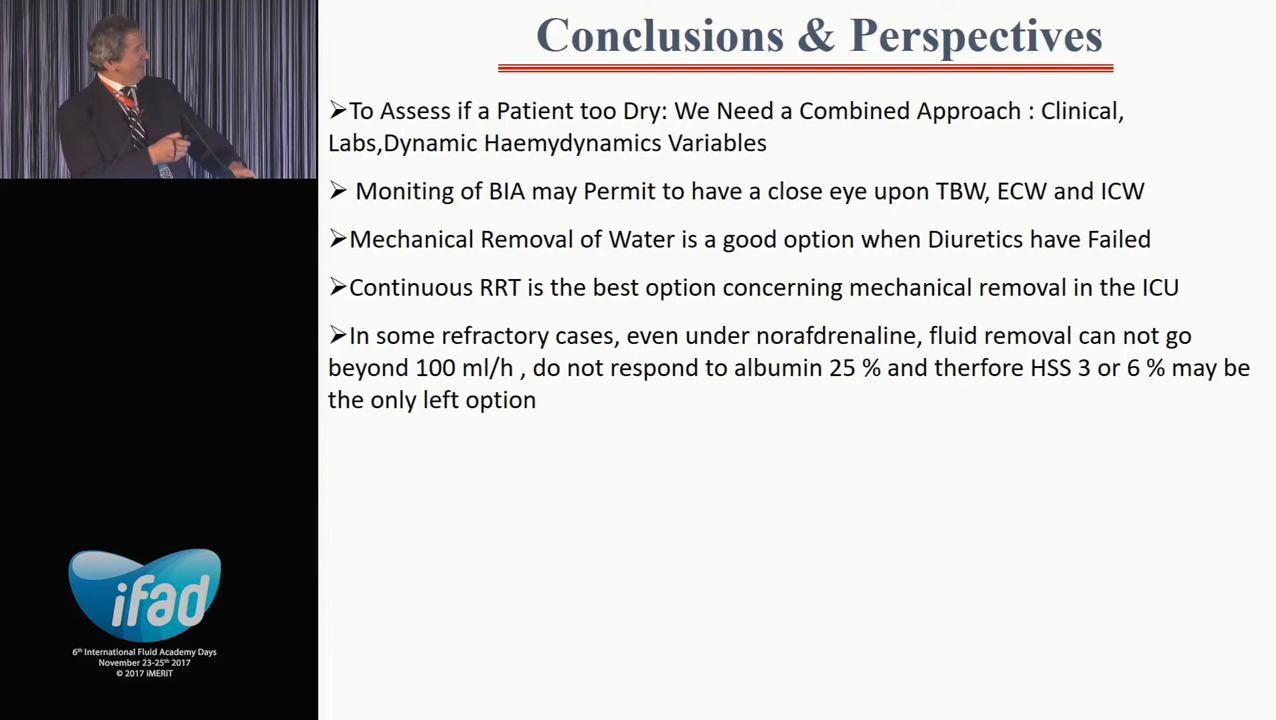 Conclusions & Perspectives
➢To Assess if a Patient too Dry: We Need a Combined Approach : Clinical,
Labs,Dynamic Haemydynamics Variables
➢ Moniting of BIA may Permit to have a close eye upon TBW, ECW and ICW
➢Mechanical Removal of Water is a good option when Diuretics have Failed
➢Continuous RRT is the best option concerning mechanical removal in the ICU
➢In some refractory cases, even under norafdrenaline, fluid removal can not go
beyond 100 ml/h , do not respond to albumin 25 % and therfore HSS 3 or 6 % may be
the only left option
ifad
6th International Fluid Academy Days
November 23-25th 2017
© 2017 iMERiT